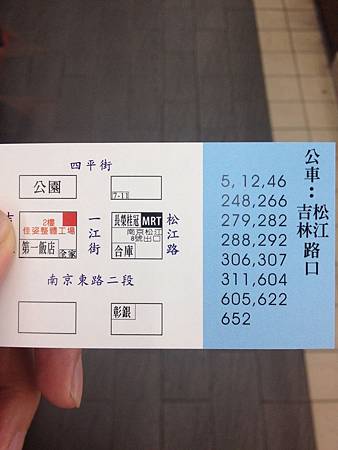 四平街
公園
7-11
2樓
佳姿整體工場
第一飯店
全家
一江街
長榮桂冠
MRT
南京松江
8號出口
合庫
松江路
南京東路二段
彰銀
公車：松江 吉林 路口
5, 12, 46
248, 266
279, 282
288, 292
306, 307
311, 604
605, 622
652